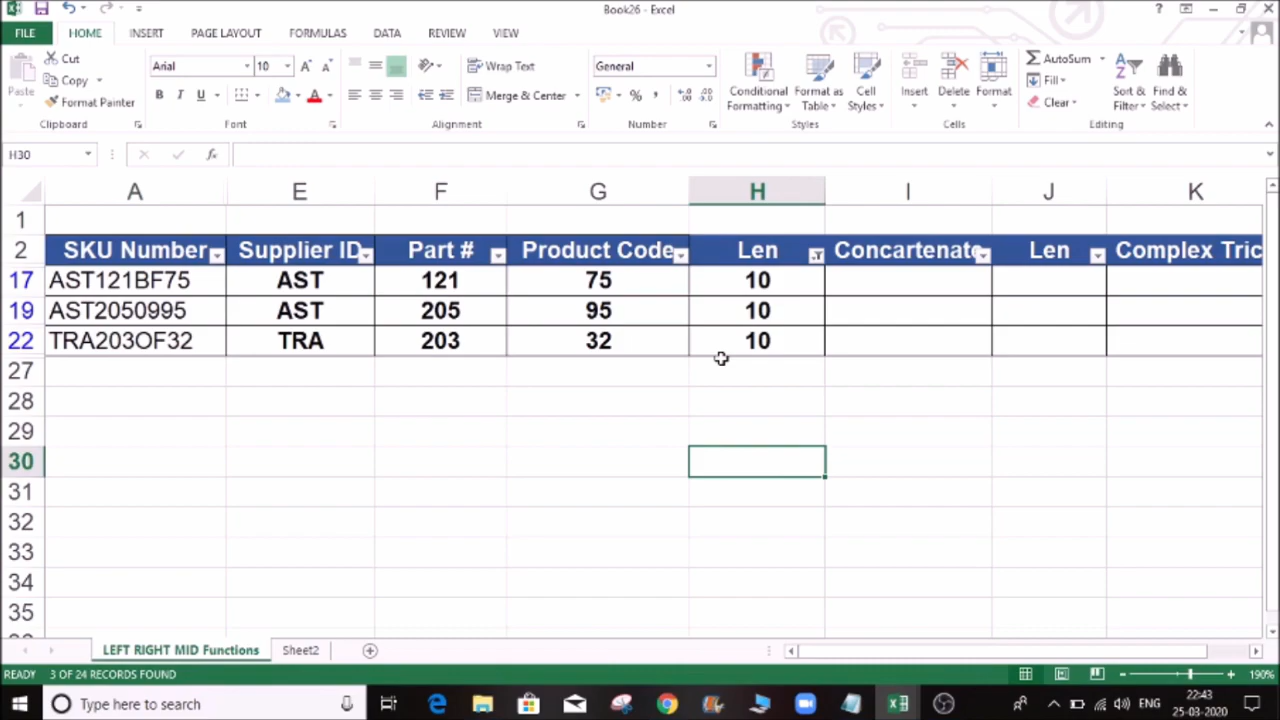 Book26 - Excel
FILE HOME INSERT PAGE LAYOUT FORMULAS DATA REVIEW VIEW
Paste
Cut
Copy
Format Painter
Clipboard
Arial 10
B I U
Font
Wrap Text
Merge & Center
Alignment
General
% ,
Number
Conditional Formatting
Format as Table
Cell Styles
Styles
Insert Delete Format
Cells
AutoSum
Fill
Clear
Sort & Filter
Find & Select
Editing
H30 fx
A E F G H I J K
1
2 SKU Number Supplier ID Part # Product Code Len Concartenate Len Complex Tric
17 AST121BF75 AST 121 75 10
19 AST2050995 AST 205 95 10
22 TRA203OF32 TRA 203 32 10
27
28
29
30
31
32
33
34
35
LEFT RIGHT MID Functions Sheet2
READY 3 OF 24 RECORDS FOUND 190%
Type here to search
ENG
22:43
25-03-2020